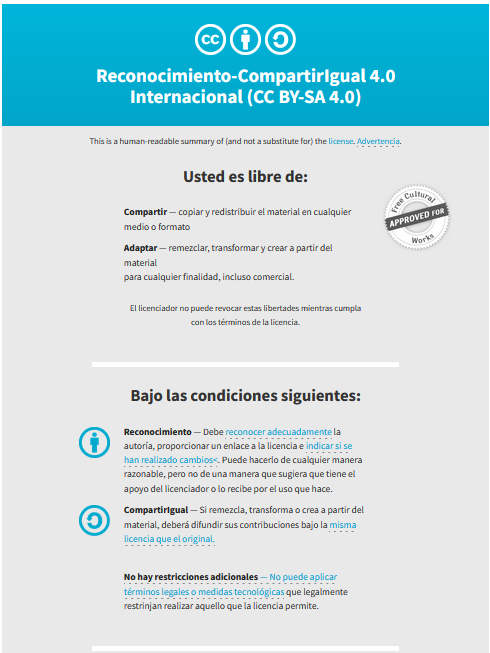 cc
Reconocimiento-CompartirIgual 4.0
Internacional (CC BY-SA 4.0)
This is a human-readable summary of (and not a substitute for) the license. Advertencia.
Usted es libre de:
Compartir — copiar y redistribuir el material en cualquier
medio o formato
Adaptar — remezclar, transformar y crear a partir del
material
para cualquier finalidad, incluso comercial.
Free Cultural
APPROVED FOR
Works
El licenciador no puede revocar estas libertades mientras cumpla
con los términos de la licencia.
Bajo las condiciones siguientes:
Reconocimiento — Debe reconocer adecuadamente la
autoría, proporcionar un enlace a la licencia e indicar si se
han realizado cambios<. Puede hacerlo de cualquier manera
razonable, pero no de una manera que sugiera que tiene el
apoyo del licenciador o lo recibe por el uso que hace.
CompartirIgual — Si remezcla, transforma o crea a partir del
material, deberá difundir sus contribuciones bajo la misma
licencia que el original.
No hay restricciones adicionales — No puede aplicar
términos legales o medidas tecnológicas que legalmente
restrinjan realizar aquello que la licencia permite.